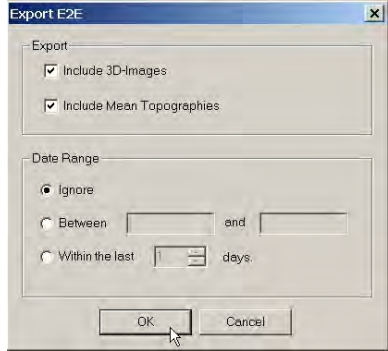 Export E2E
Export
Include 3D-Images
Include Mean Topographies
Date Range
Ignore
Between and
Within the last 1 days.
OK Cancel